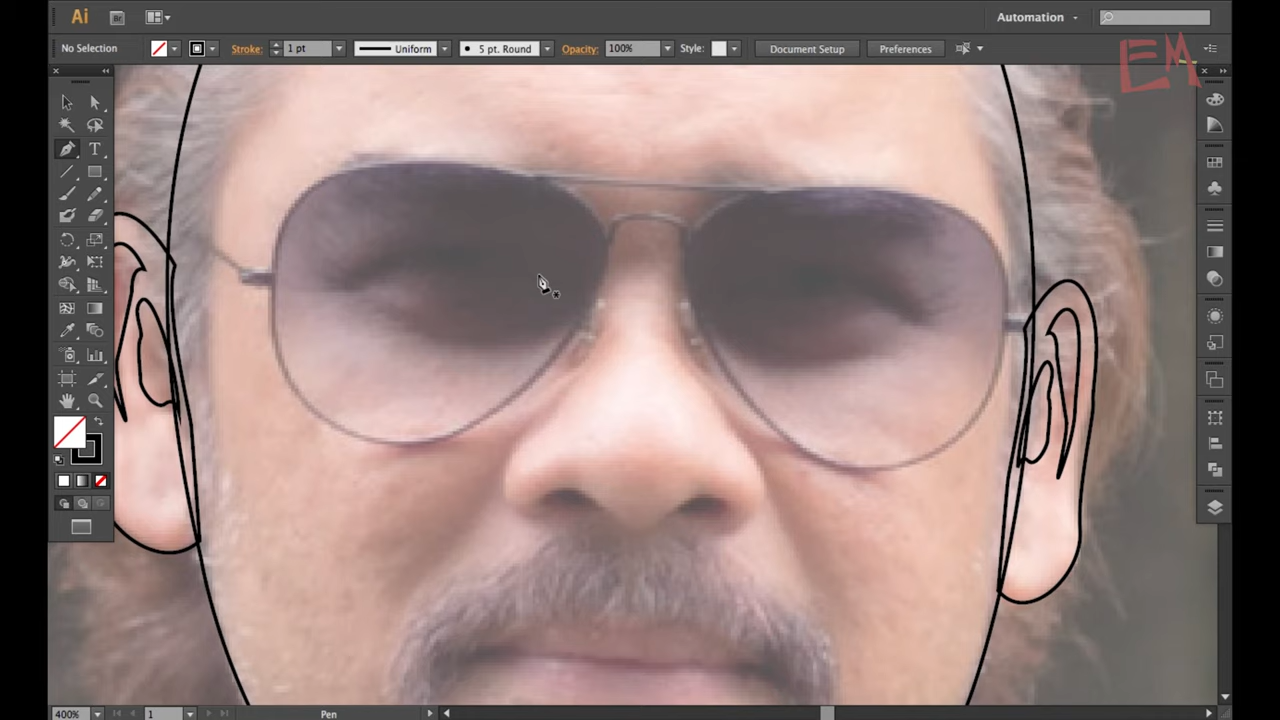 Ai Br Automation
No Selection Stroke: 1 pt Uniform 5 pt. Round Opacity: 100% Style: Document Setup Preferences
EM
T
400% 1 Pen